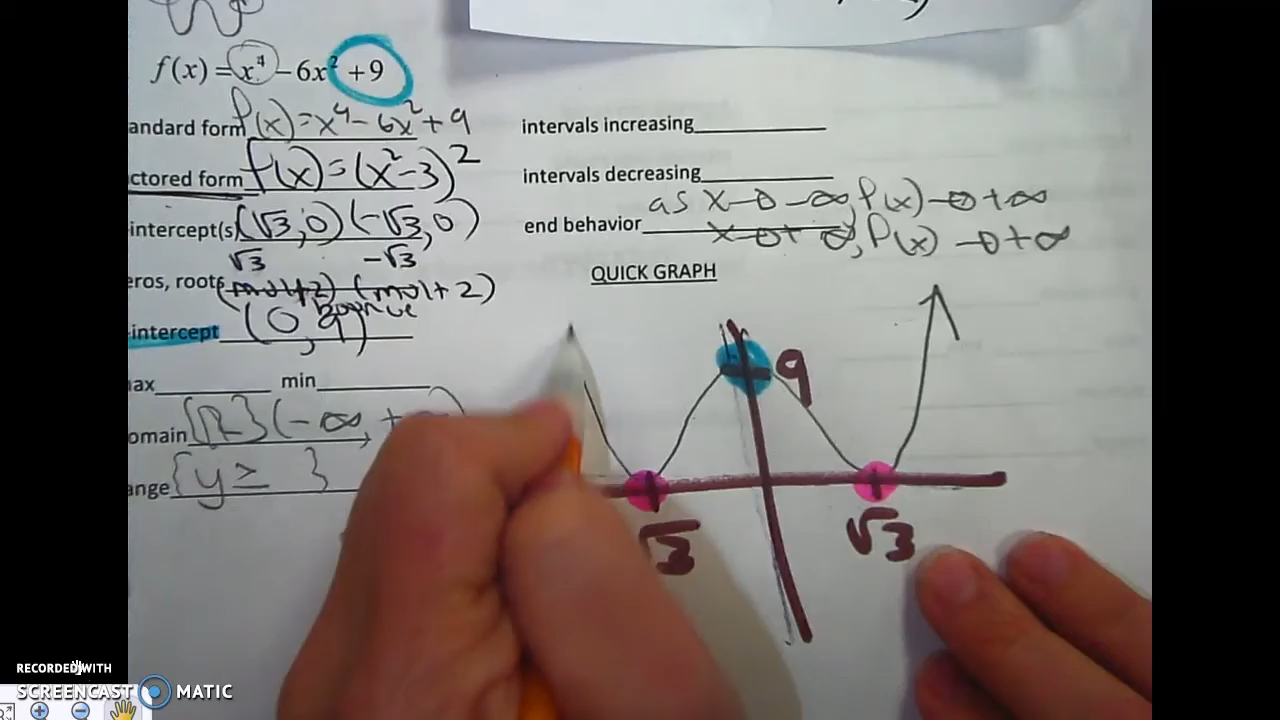 f(x) = x⁴ − 6x² + 9
andard form f(x) = x⁴ − 6x² + 9
ctored form f(x) = (x² − 3)²
intercept(s) (√3, 0) (−√3, 0)
√3 −√3
eros, roots (mult 2) (mult 2)
bounce
intercept (0, 9)
ax min
omain {ℝ} (−∞, +
ange {y ≥ }
intervals increasing
intervals decreasing
as x → −∞, f(x) → +∞
end behavior x → +∞, f(x) → +∞
QUICK GRAPH
9
√3 √3
RECORDED WITH
SCREENCAST MATIC